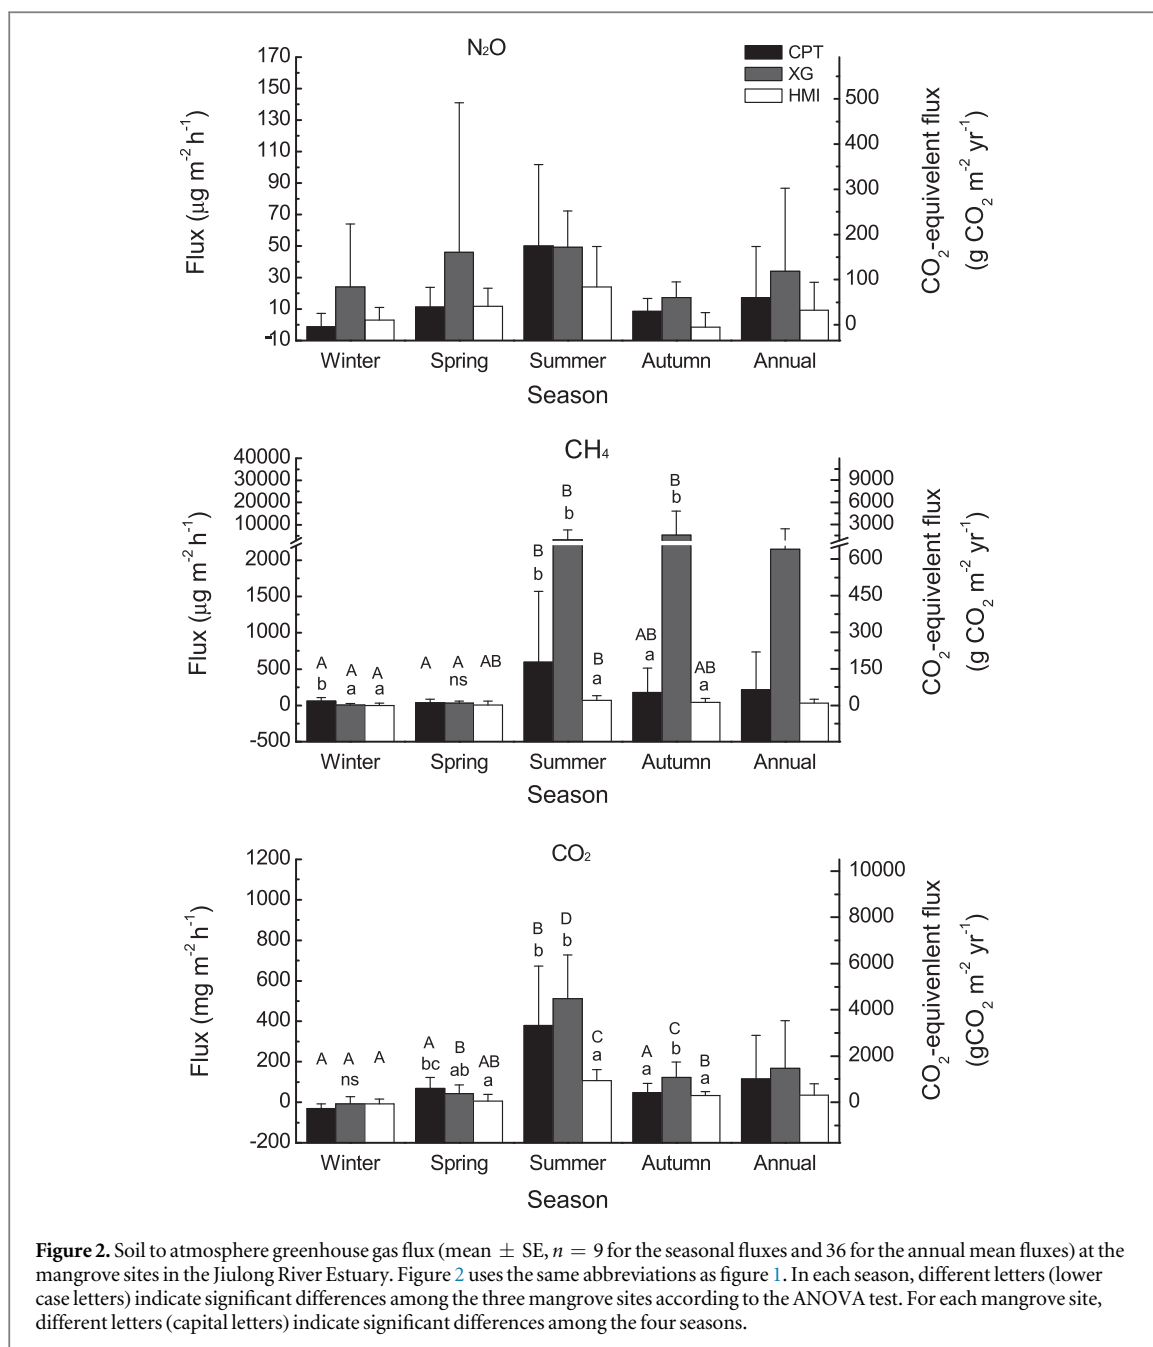 N₂O
CPT
XG
HMI
170
150
130
110
90
70
50
30
10
-10
Flux (μg m⁻² h⁻¹)
500
400
300
200
100
0
CO₂-equivelent flux
(g CO₂ m⁻² yr⁻¹)
Winter Spring Summer Autumn Annual
Season
CH₄
40000
30000
20000
10000
2000
1500
1000
500
0
-500
Flux (μg m⁻² h⁻¹)
A b A a A a
A A ns AB
B b B b B a
AB a B b AB a
9000
6000
3000
600
450
300
150
0
CO₂-equivelent flux
(g CO₂ m⁻² yr⁻¹)
Winter Spring Summer Autumn Annual
Season
CO₂
1200
1000
800
600
400
200
0
-200
Flux (mg m⁻² h⁻¹)
A A ns A
A bc B ab AB a
B b D b C a
A a C b B a
10000
8000
6000
4000
2000
0
CO₂-equivenlent flux
(gCO₂ m⁻² yr⁻¹)
Winter Spring Summer Autumn Annual
Season
Figure 2. Soil to atmosphere greenhouse gas flux (mean ± SE, n = 9 for the seasonal fluxes and 36 for the annual mean fluxes) at the
mangrove sites in the Jiulong River Estuary. Figure 2 uses the same abbreviations as figure 1. In each season, different letters (lower
case letters) indicate significant differences among the three mangrove sites according to the ANOVA test. For each mangrove site,
different letters (capital letters) indicate significant differences among the four seasons.